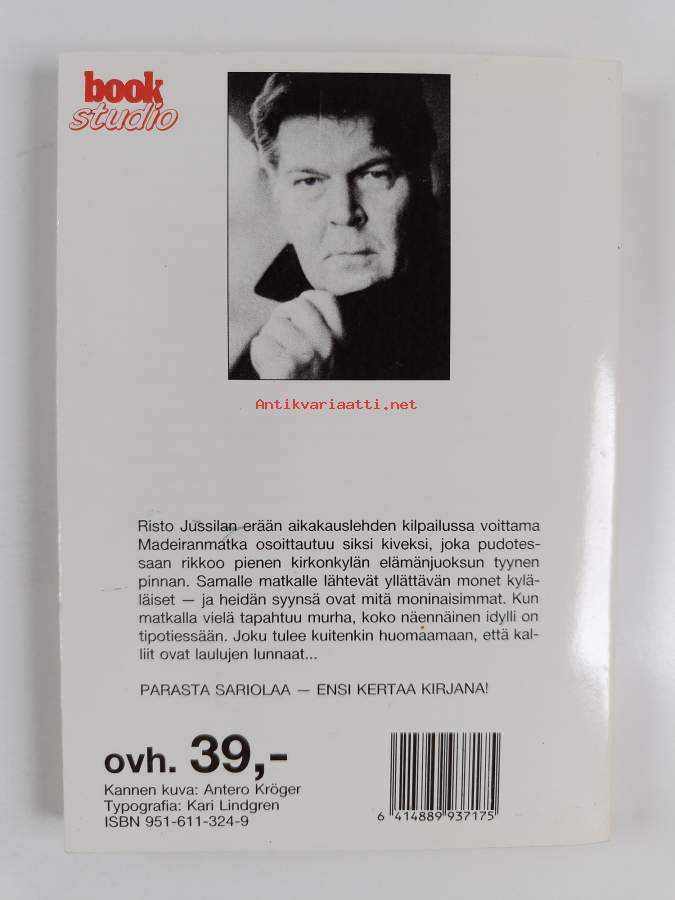 book
studio
Antikvariaatti.net
Risto Jussilan erään aikakauslehden kilpailussa voittama
Madeiranmatka osoittautuu siksi kiveksi, joka pudotes-
saan rikkoo pienen kirkonkylän elämänjuoksun tyynen
pinnan. Samalle matkalle lähtevät yllättävän monet kylä-
läiset — ja heidän syynsä ovat mitä moninaisimmat. Kun
matkalla vielä tapahtuu murha, koko näennäinen idylli on
tipotiessään. Joku tulee kuitenkin huomaamaan, että kal-
liit ovat laulujen lunnaat...
PARASTA SARIOLAA — ENSI KERTAA KIRJANA!
ovh. 39,-
Kannen kuva: Antero Kröger
Typografia: Kari Lindgren
ISBN 951-611-324-9
6 414889 937175